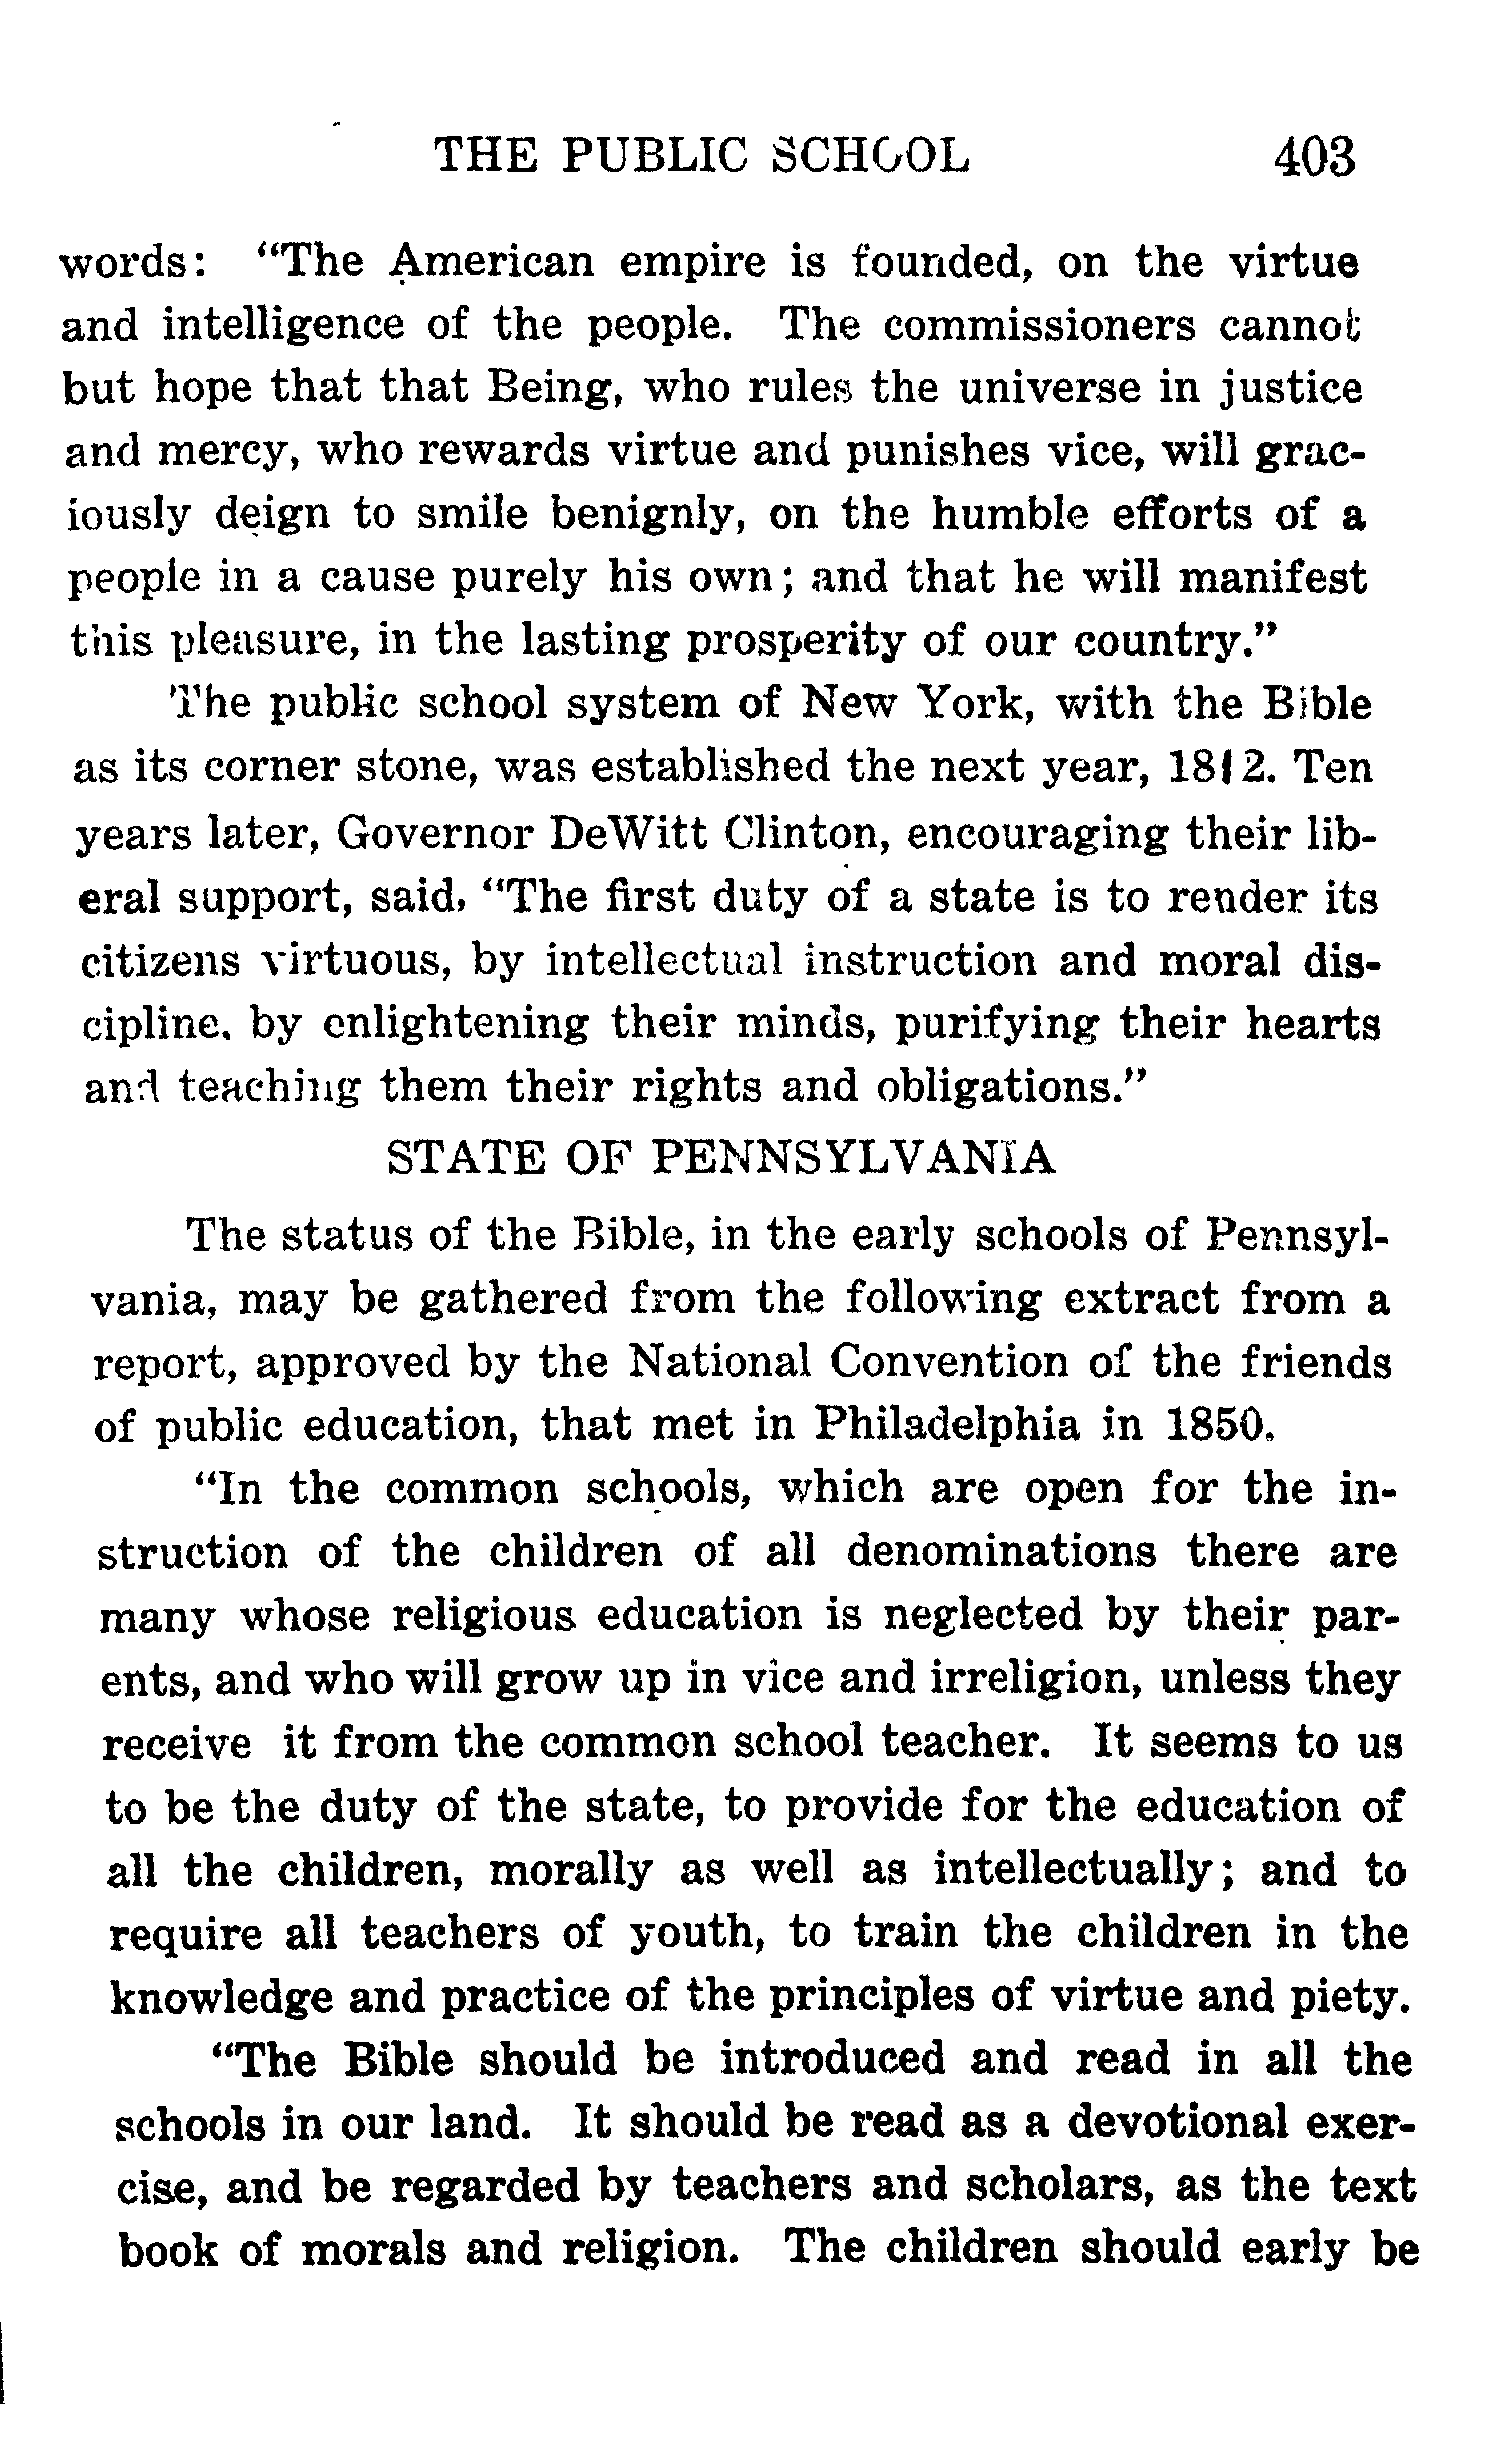 THE PUBLIC SCHOOL 403
words: "The American empire is founded, on the virtue
and intelligence of the people. The commissioners cannot
but hope that that Being, who rules the universe in justice
and mercy, who rewards virtue and punishes vice, will grac-
iously deign to smile benignly, on the humble efforts of a
people in a cause purely his own; and that he will manifest
this pleasure, in the lasting prosperity of our country."
The public school system of New York, with the Bible
as its corner stone, was established the next year, 1812. Ten
years later, Governor DeWitt Clinton, encouraging their lib-
eral support, said, "The first duty of a state is to render its
citizens virtuous, by intellectual instruction and moral dis-
cipline, by enlightening their minds, purifying their hearts
and teaching them their rights and obligations."
STATE OF PENNSYLVANIA
The status of the Bible, in the early schools of Pennsyl-
vania, may be gathered from the following extract from a
report, approved by the National Convention of the friends
of public education, that met in Philadelphia in 1850.
"In the common schools, which are open for the in-
struction of the children of all denominations there are
many whose religious education is neglected by their par-
ents, and who will grow up in vice and irreligion, unless they
receive it from the common school teacher. It seems to us
to be the duty of the state, to provide for the education of
all the children, morally as well as intellectually; and to
require all teachers of youth, to train the children in the
knowledge and practice of the principles of virtue and piety.
"The Bible should be introduced and read in all the
schools in our land. It should be read as a devotional exer-
cise, and be regarded by teachers and scholars, as the text
book of morals and religion. The children should early be